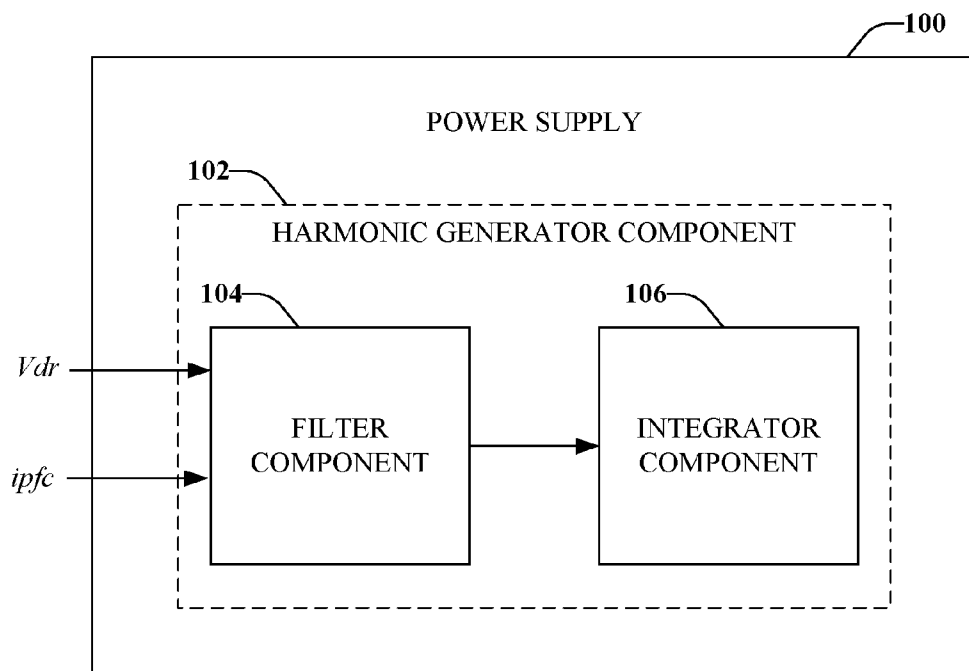 100
POWER SUPPLY
102
HARMONIC GENERATOR COMPONENT
104
106
Vdr
FILTER
COMPONENT
INTEGRATOR
COMPONENT
ipfc